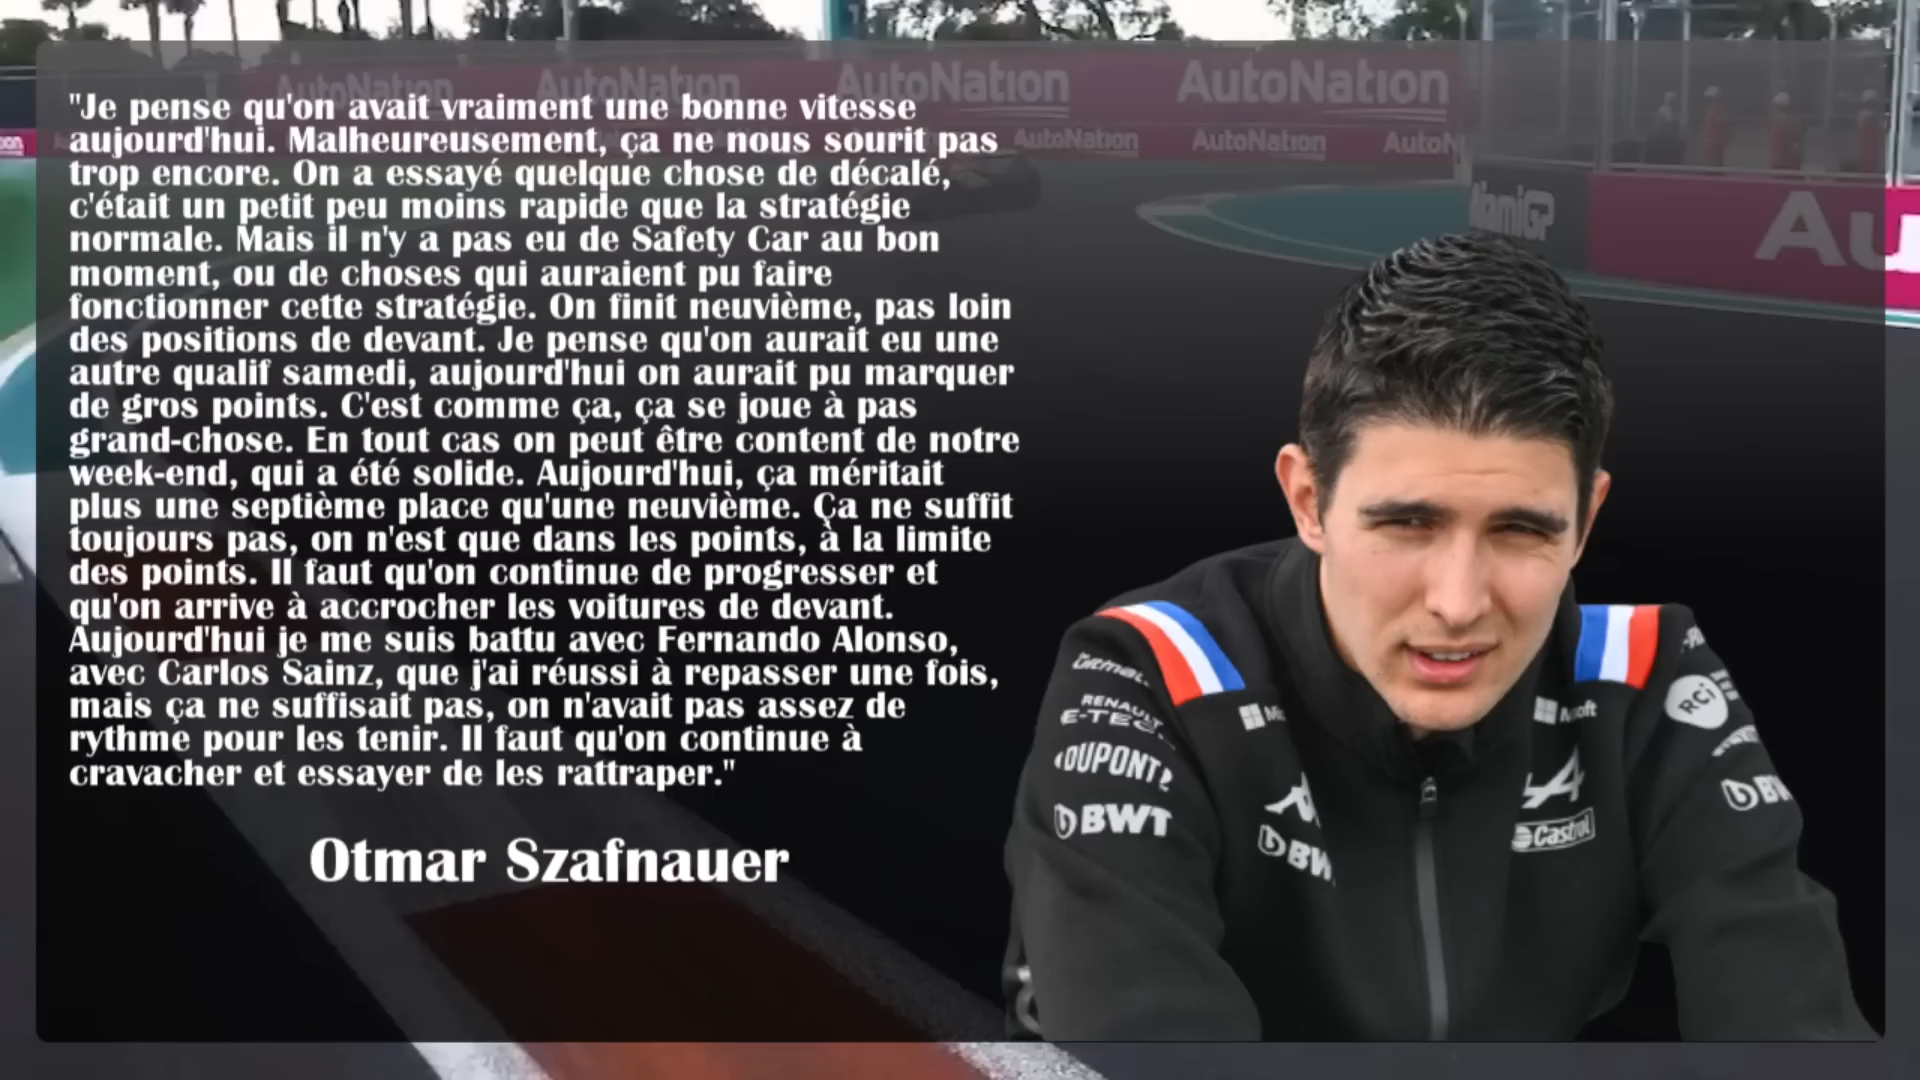 AutoNation AutoNation AutoNation AutoNation
AutoNation AutoNation
"Je pense qu'on avait vraiment une bonne vitesse
aujourd'hui. Malheureusement, ça ne nous sourit pas
trop encore. On a essayé quelque chose de décalé,
c'était un petit peu moins rapide que la stratégie
normale. Mais il n'y a pas eu de Safety Car au bon
moment, ou de choses qui auraient pu faire
fonctionner cette stratégie. On finit neuvième, pas loin
des positions de devant. Je pense qu'on aurait eu une
autre qualif samedi, aujourd'hui on aurait pu marquer
de gros points. C'est comme ça, ça se joue à pas
grand-chose. En tout cas on peut être content de notre
week-end, qui a été solide. Aujourd'hui, ça méritait
plus une septième place qu'une neuvième. Ça ne suffit
toujours pas, on n'est que dans les points, à la limite
des points. Il faut qu'on continue de progresser et
qu'on arrive à accrocher les voitures de devant.
Aujourd'hui je me suis battu avec Fernando Alonso,
avec Carlos Sainz, que j'ai réussi à repasser une fois,
mais ça ne suffisait pas, on n'avait pas assez de
rythme pour les tenir. Il faut qu'on continue à
cravacher et essayer de les rattraper."
Otmar Szafnauer
RENAULT
E-TEC
DUPONT
BWT
Castrol
RCi